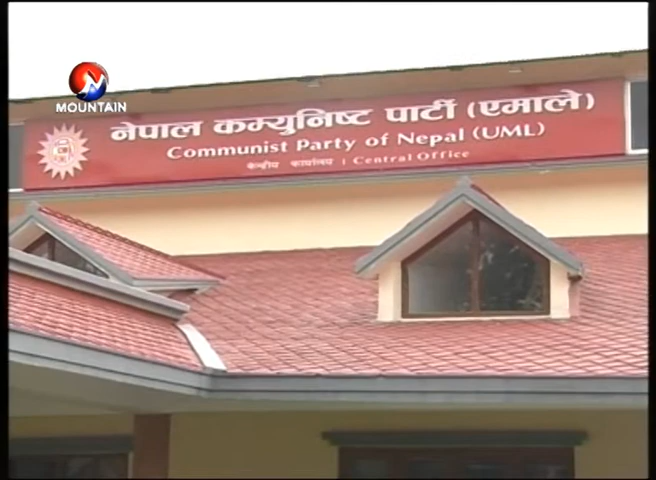 MOUNTAIN
नेपाल कम्युनिष्ट पार्टी (एमाले)
Communist Party of Nepal (UML)
केन्द्रीय कार्यालय । Central Office